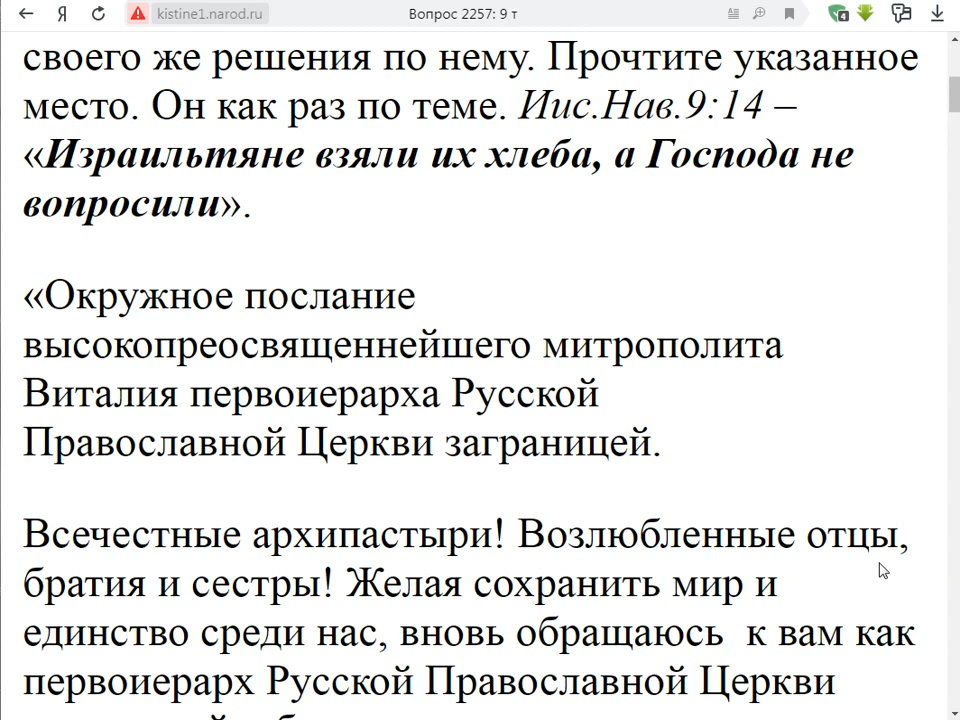 Я kistine1.narod.ru Вопрос 2257: 9 т 4
своего же решения по нему. Прочтите указанное
место. Он как раз по теме. Иис.Нав.9:14 –
«Израильтяне взяли их хлеба, а Господа не
вопросили».
«Окружное послание
высокопреосвященнейшего митрополита
Виталия первоиерарха Русской
Православной Церкви заграницей.
Всечестные архипастыри! Возлюбленные отцы,
братия и сестры! Желая сохранить мир и
единство среди нас, вновь обращаюсь к вам как
первоиерарх Русской Православной Церкви